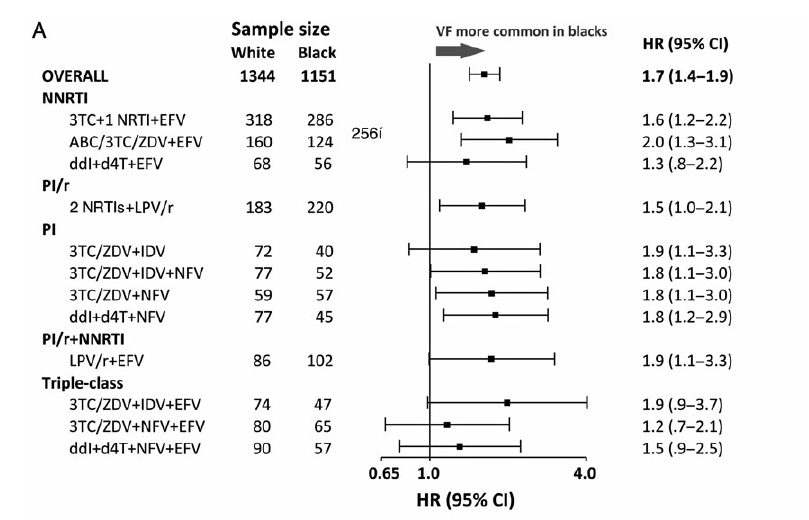 A
Sample size
VF more common in blacks
White Black HR (95% CI)
OVERALL 1344 1151 1.7 (1.4–1.9)
NNRTI
3TC+1 NRTI+EFV 318 286 1.6 (1.2–2.2)
ABC/3TC/ZDV+EFV 160 124 256í 2.0 (1.3–3.1)
ddI+d4T+EFV 68 56 1.3 (.8–2.2)
PI/r
2 NRTIs+LPV/r 183 220 1.5 (1.0–2.1)
PI
3TC/ZDV+IDV 72 40 1.9 (1.1–3.3)
3TC/ZDV+IDV+NFV 77 52 1.8 (1.1–3.0)
3TC/ZDV+NFV 59 57 1.8 (1.1–3.0)
ddI+d4T+NFV 77 45 1.8 (1.2–2.9)
PI/r+NNRTI
LPV/r+EFV 86 102 1.9 (1.1–3.3)
Triple-class
3TC/ZDV+IDV+EFV 74 47 1.9 (.9–3.7)
3TC/ZDV+NFV+EFV 80 65 1.2 (.7–2.1)
ddI+d4T+NFV+EFV 90 57 1.5 (.9–2.5)
0.65 1.0 4.0
HR (95% CI)